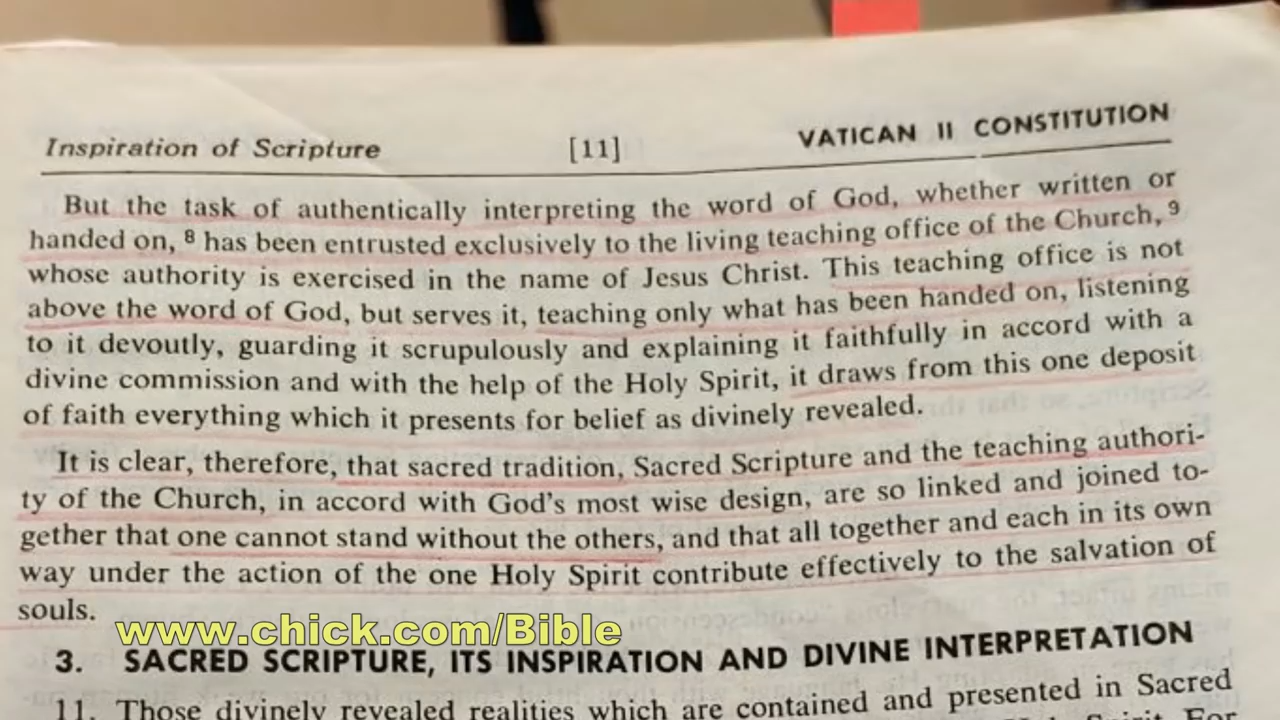 Inspiration of Scripture [11] VATICAN II CONSTITUTION
But the task of authentically interpreting the word of God, whether written or
handed on, 8 has been entrusted exclusively to the living teaching office of the Church, 9
whose authority is exercised in the name of Jesus Christ. This teaching office is not
above the word of God, but serves it, teaching only what has been handed on, listening
to it devoutly, guarding it scrupulously and explaining it faithfully in accord with a
divine commission and with the help of the Holy Spirit, it draws from this one deposit
of faith everything which it presents for belief as divinely revealed.
It is clear, therefore, that sacred tradition, Sacred Scripture and the teaching authori-
ty of the Church, in accord with God's most wise design, are so linked and joined to-
gether that one cannot stand without the others, and that all together and each in its own
way under the action of the one Holy Spirit contribute effectively to the salvation of
souls.
www.chick.com/Bible
3. SACRED SCRIPTURE, ITS INSPIRATION AND DIVINE INTERPRETATION
11. Those divinely revealed realities which are contained and presented in Sacred
Spirit. For